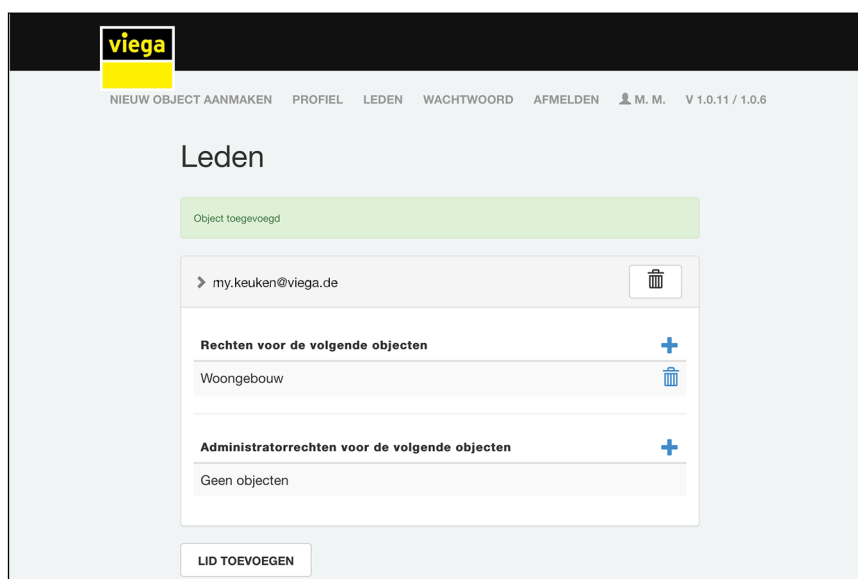 viega
NIEUW OBJECT AANMAKEN PROFIEL LEDEN WACHTWOORD AFMELDEN M. M. V 1.0.11 / 1.0.6
Leden
Object toegevoegd
my.keuken@viega.de
Rechten voor de volgende objecten
Woongebouw
Administratorrechten voor de volgende objecten
Geen objecten
LID TOEVOEGEN